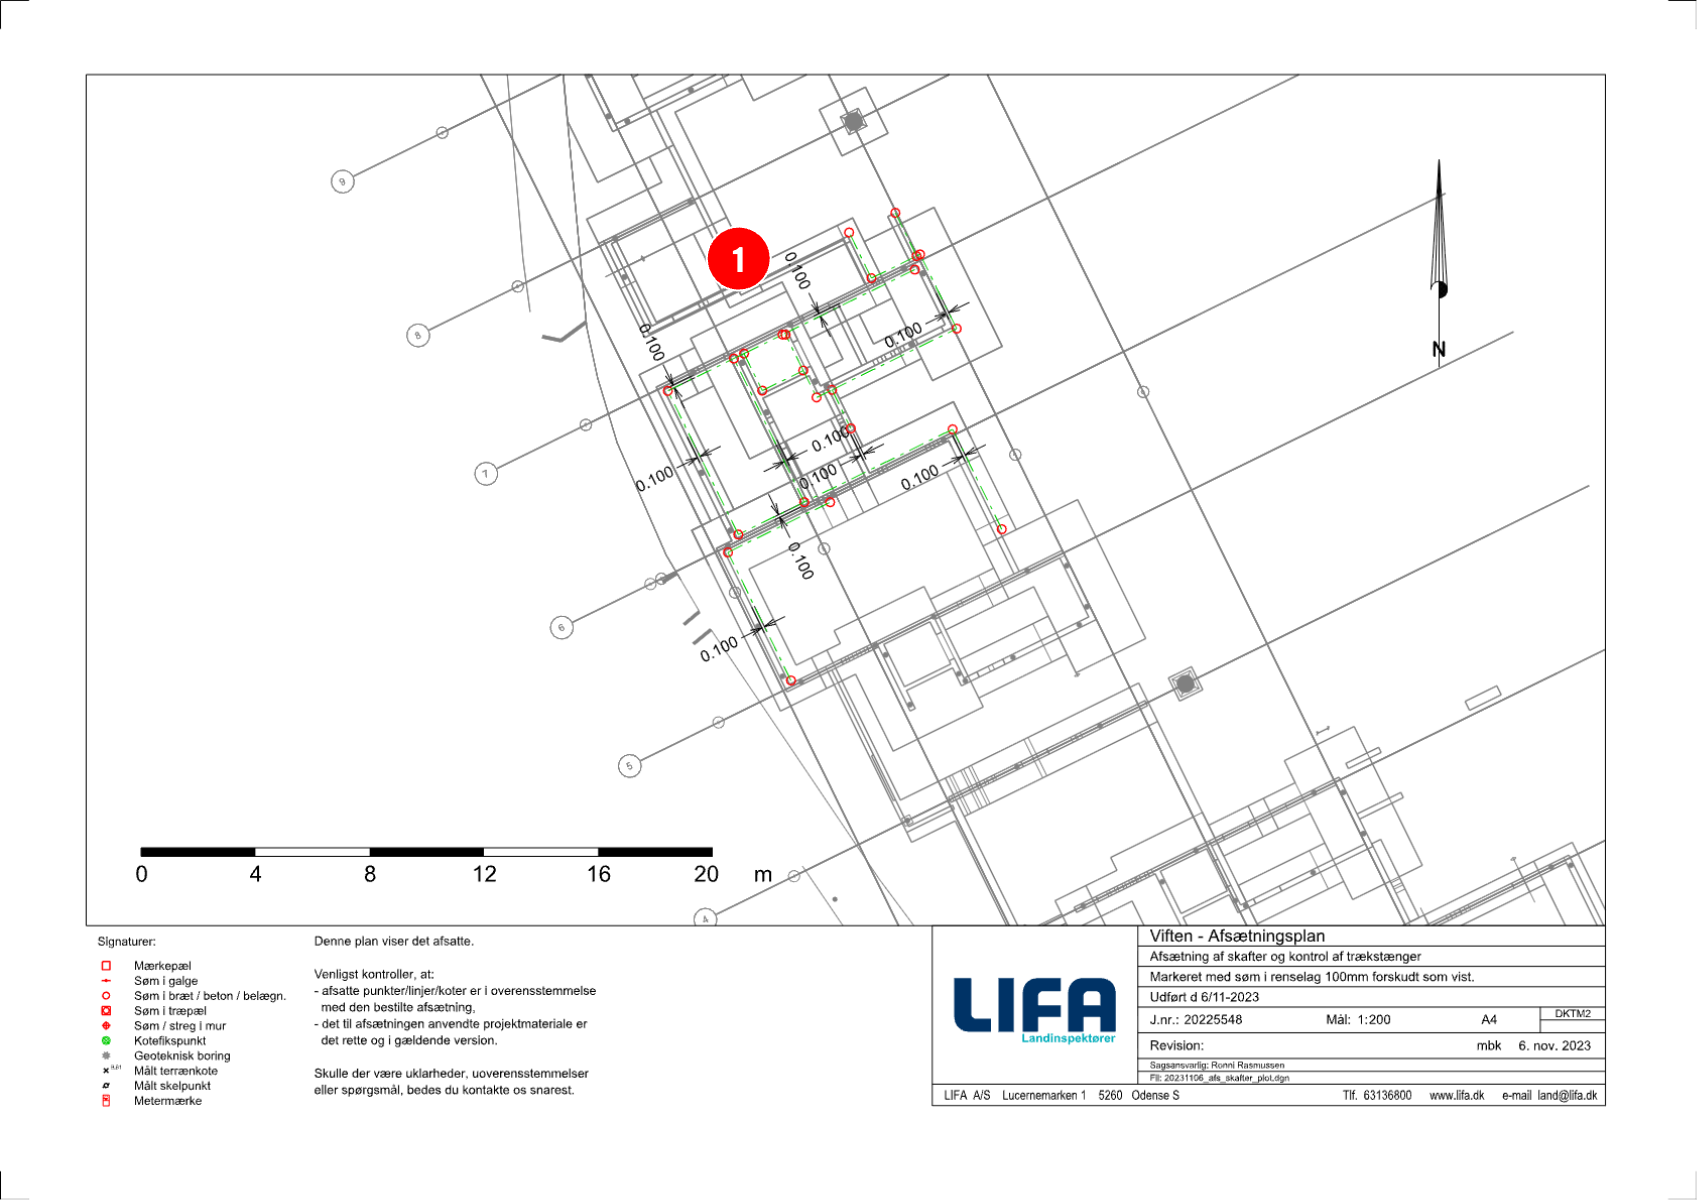 9
1
8
0.100
0.100
0.100
N
7
0.100
0.100
0.100
0.100
0.100
6
0.100
5
4
0 4 8 12 16 20 m
Signaturer:
Mærkepæl
Søm i galge
Søm i bræt / beton / belægn.
Søm i træpæl
Søm / streg i mur
Kotefikspunkt
Geoteknisk boring
Målt terrænkote
Målt skelpunkt
Metermærke
Denne plan viser det afsatte.
Venligst kontroller, at:
- afsatte punkter/linjer/koter er i overensstemmelse
med den bestilte afsætning,
- det til afsætningen anvendte projektmateriale er
det rette og i gældende version.
Skulle der være uklarheder, uoverensstemmelser
eller spørgsmål, bedes du kontakte os snarest.
LIFA
Landinspektører
Viften - Afsætningsplan
Afsætning af skafter og kontrol af trækstænger
Markeret med søm i renselag 100mm forskudt som vist.
Udført d 6/11-2023
J.nr.: 20225548 Mål: 1:200 A4 DKTM2
Revision: mbk 6. nov. 2023
Sagsansvarlig: Ronni Rasmussen
Fil: 20231106_afs_skafter_plot.dgn
LIFA A/S Lucernemarken 1 5260 Odense S Tlf. 63136800 www.lifa.dk e-mail land@lifa.dk